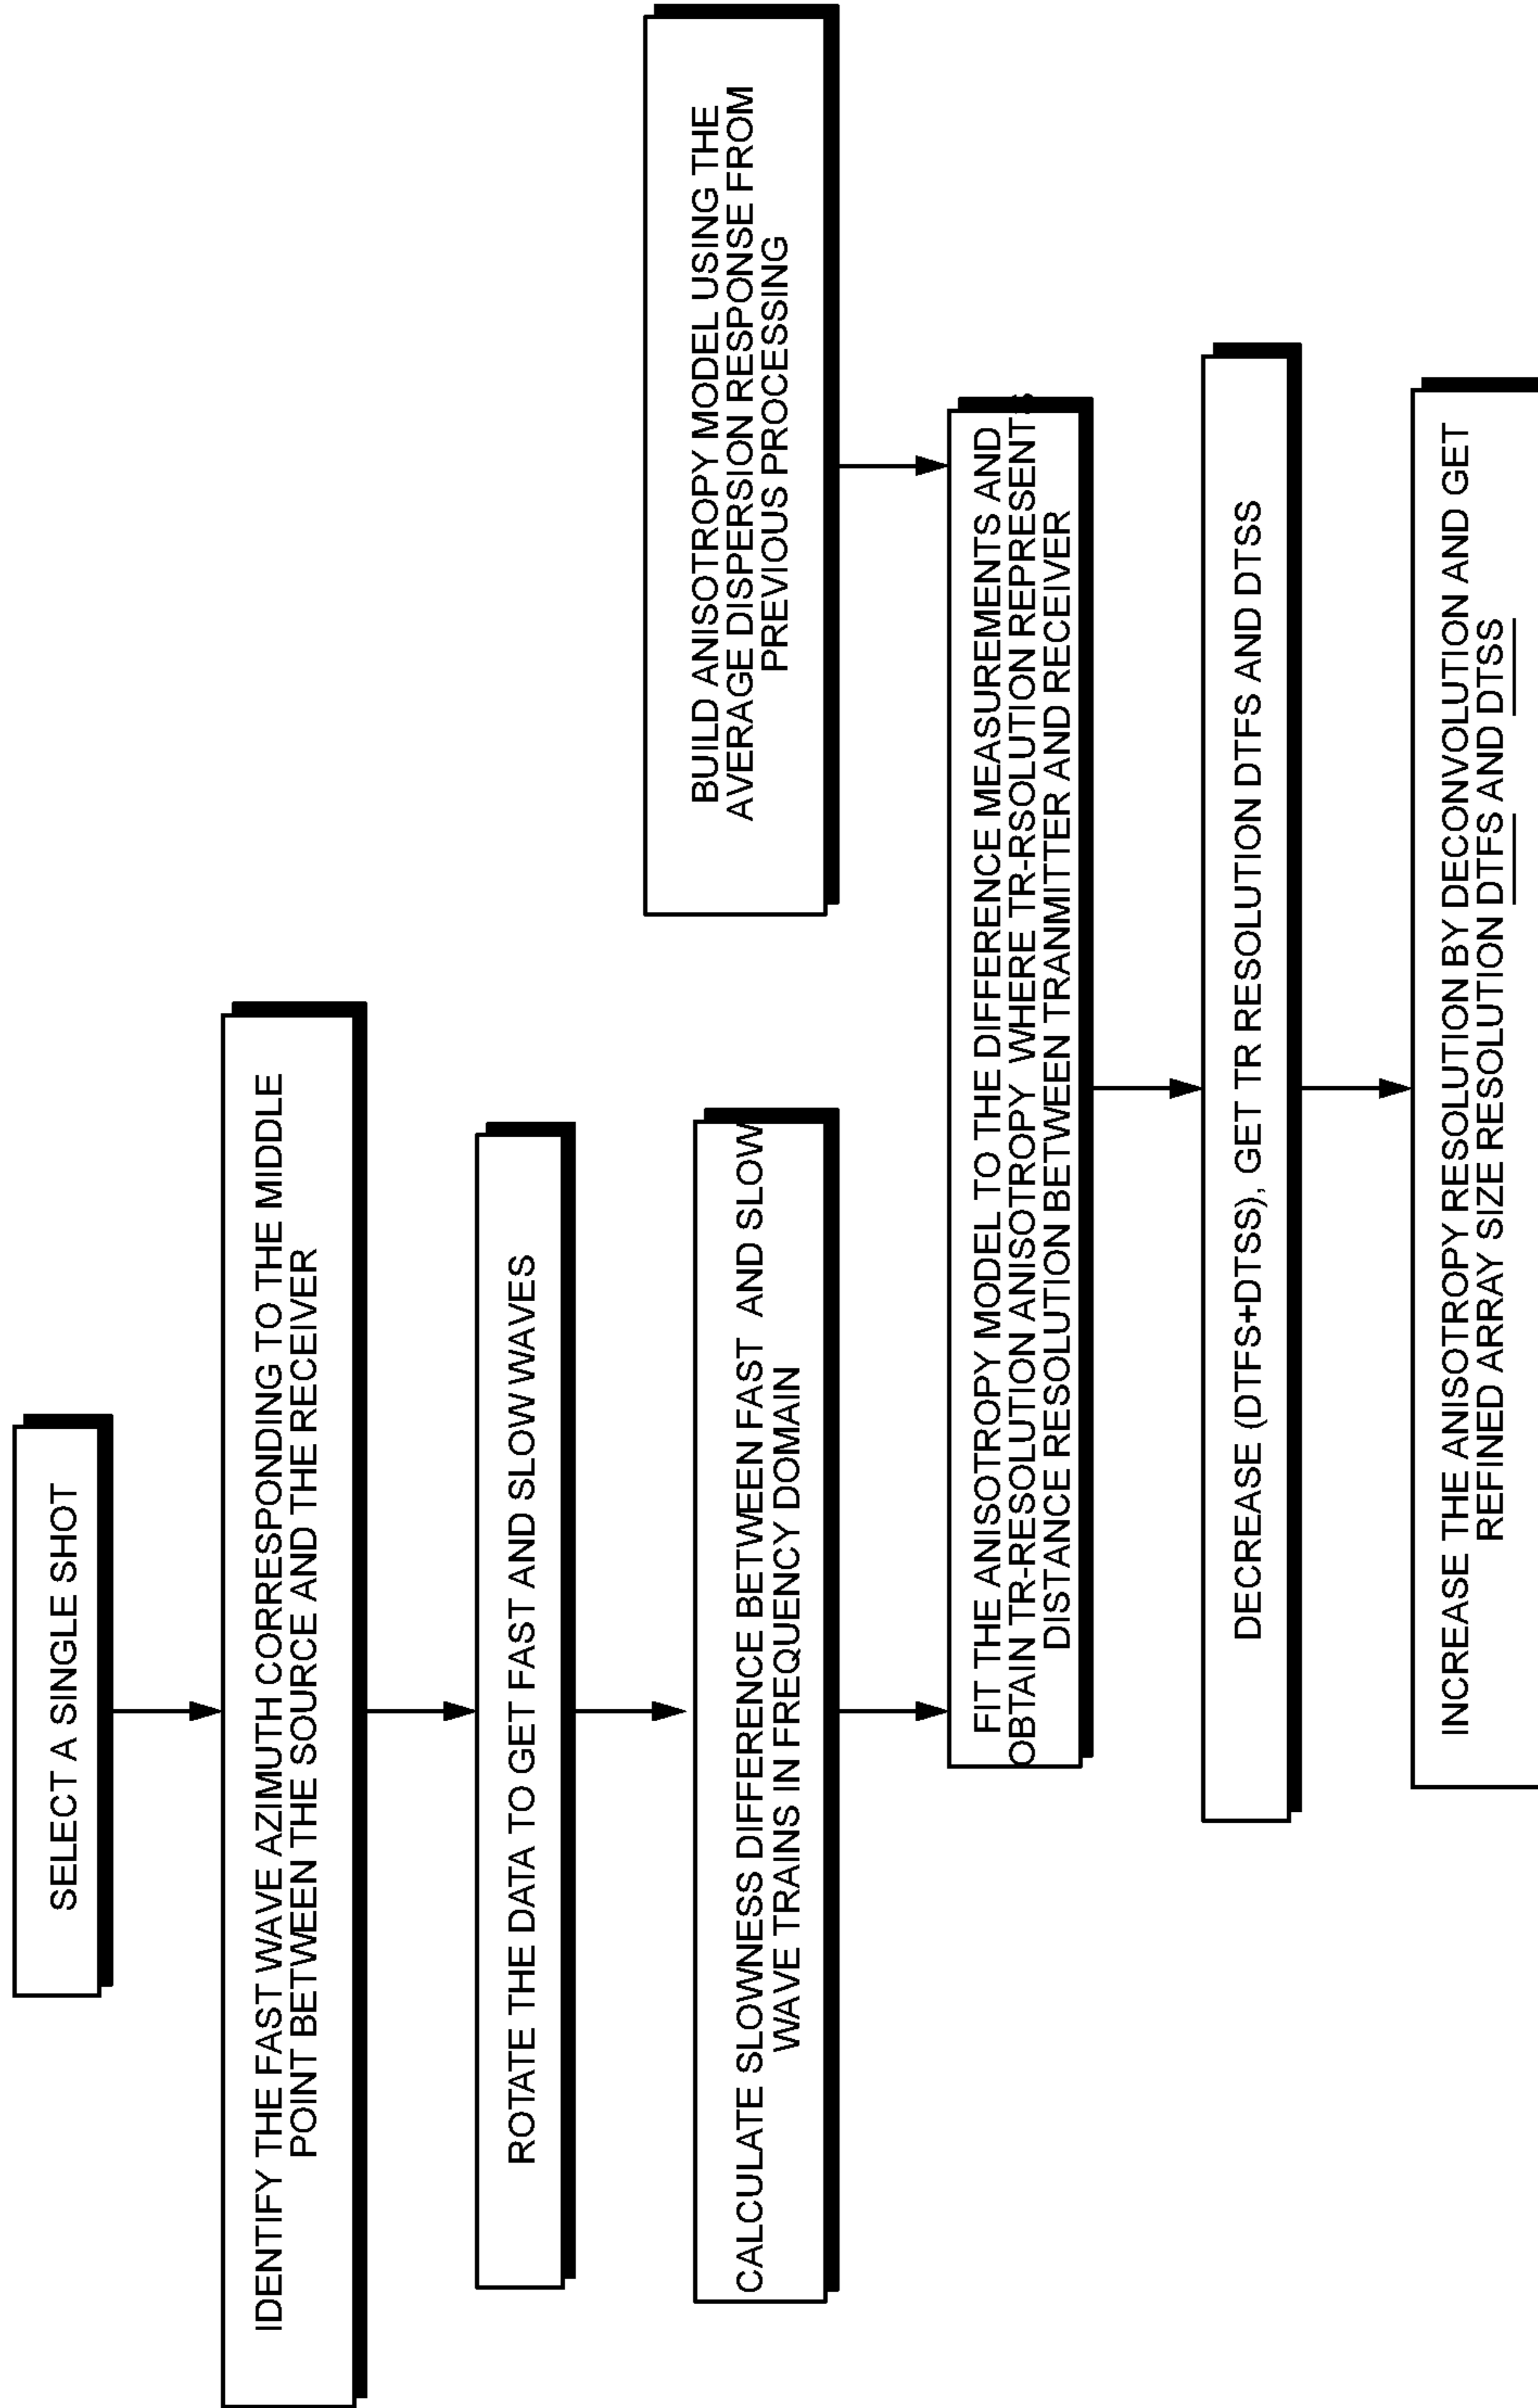 SELECT A SINGLE SHOT
IDENTIFY THE FAST WAVE AZIMUTH CORRESPONDING TO THE MIDDLE
POINT BETWEEN THE SOURCE AND THE RECEIVER
ROTATE THE DATA TO GET FAST AND SLOW WAVES
CALCULATE SLOWNESS DIFFERENCE BETWEEN FAST AND SLOW
WAVE TRAINS IN FREQUENCY DOMAIN
BUILD ANISOTROPY MODEL USING THE
AVERAGE DISPERSION RESPONSE FROM
PREVIOUS PROCESSING
FIT THE ANISOTROPY MODEL TO THE DIFFERENCE MEASUREMENTS AND
OBTAIN TR-RESOLUTION ANISOTROPY WHERE TR-RSOLUTION REPRESENTS
DISTANCE RESOLUTION BETWEEN TRANMITTER AND RECEIVER
DECREASE (DTFS+DTSS), GET TR RESOLUTION DTFS AND DTSS
INCREASE THE ANISOTROPY RESOLUTION BY DECONVOLUTION AND GET
REFINED ARRAY SIZE RESOLUTION DTFS AND DTSS